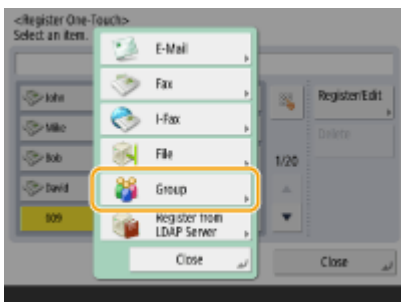 <Register One-Touch>
Select an item.
E-Mail
Fax
I-Fax
File
Group
Register from
LDAP Server
Close
John
Mike
Bob
David
009
1/20
Register/Edit
Delete
Close